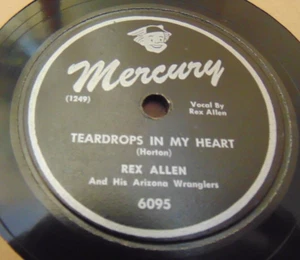 Mercury
(1249)
Vocal By
Rex Allen
TEARDROPS IN MY HEART
(Horton)
REX ALLEN
And His Arizona Wranglers
6095